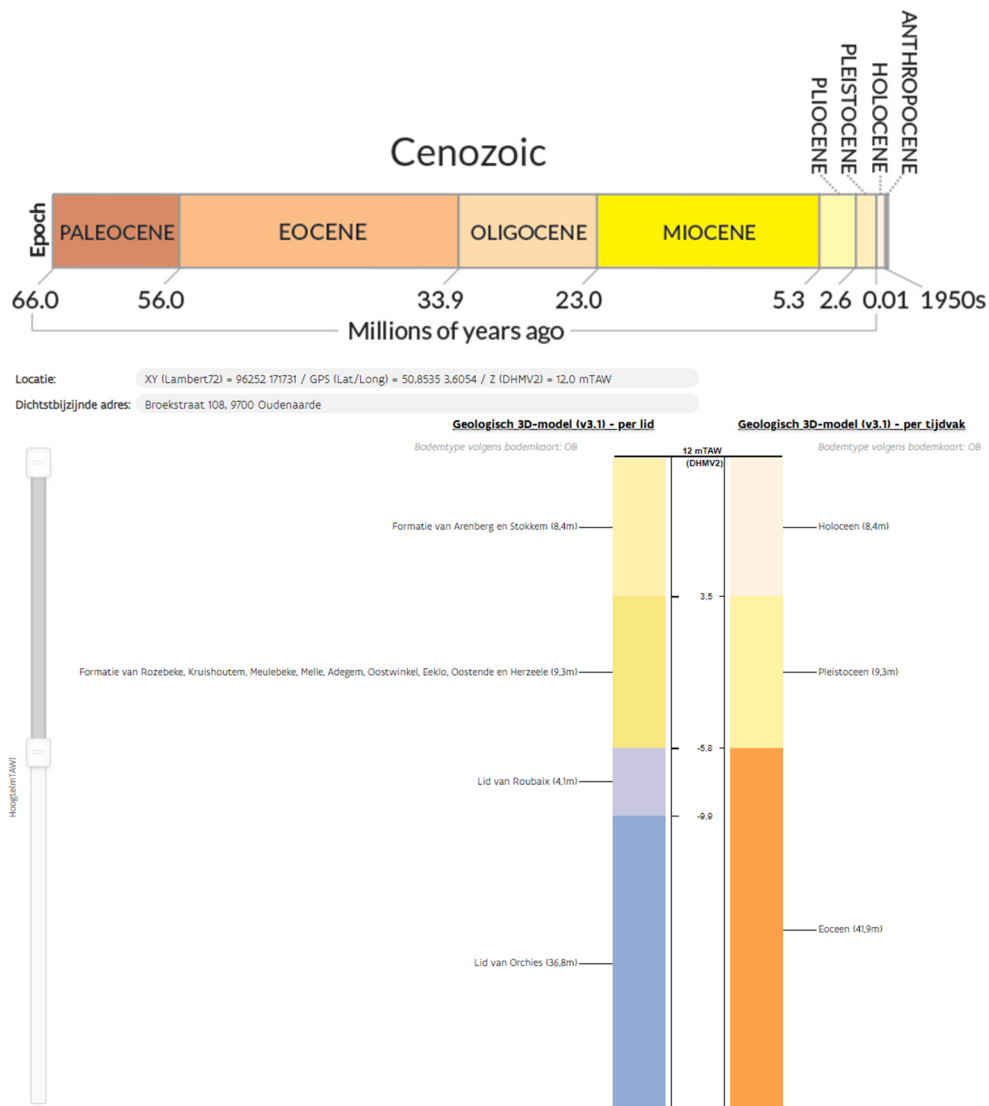 Cenozoic
Epoch
PALEOCENE
EOCENE
OLIGOCENE
MIOCENE
PLIOCENE
PLEISTOCENE
HOLOCENE
ANTHROPOCENE
66.0
56.0
33.9
23.0
5.3
2.6
0.01
1950s
Millions of years ago
Locatie:
XY (Lambert72) = 96252 171731 / GPS (Lat/Long) = 50,8535 3,6054 / Z (DHMV2) = 12,0 mTAW
Dichtstbijzijnde adres:
Broekstraat 108, 9700 Oudenaarde
Geologisch 3D-model (v3.1) - per lid
Geologisch 3D-model (v3.1) - per tijdvak
Bodemtype volgens bodemkaart: OB
Bodemtype volgens bodemkaart: OB
12 mTAW
(DHMV2)
Formatie van Arenberg en Stokkem (8,4m)
Holoceen (8,4m)
3.5
Formatie van Rozebeke, Kruishoutem, Meulebeke, Melle, Adegem, Oostwinkel, Eeklo, Oostende en Herzeele (9,3m)
Pleistoceen (9,3m)
-5.8
Lid van Roubaix (4,1m)
-9.9
Hoogte(mTAW)
Eoceen (41,9m)
Lid van Orchies (36,8m)